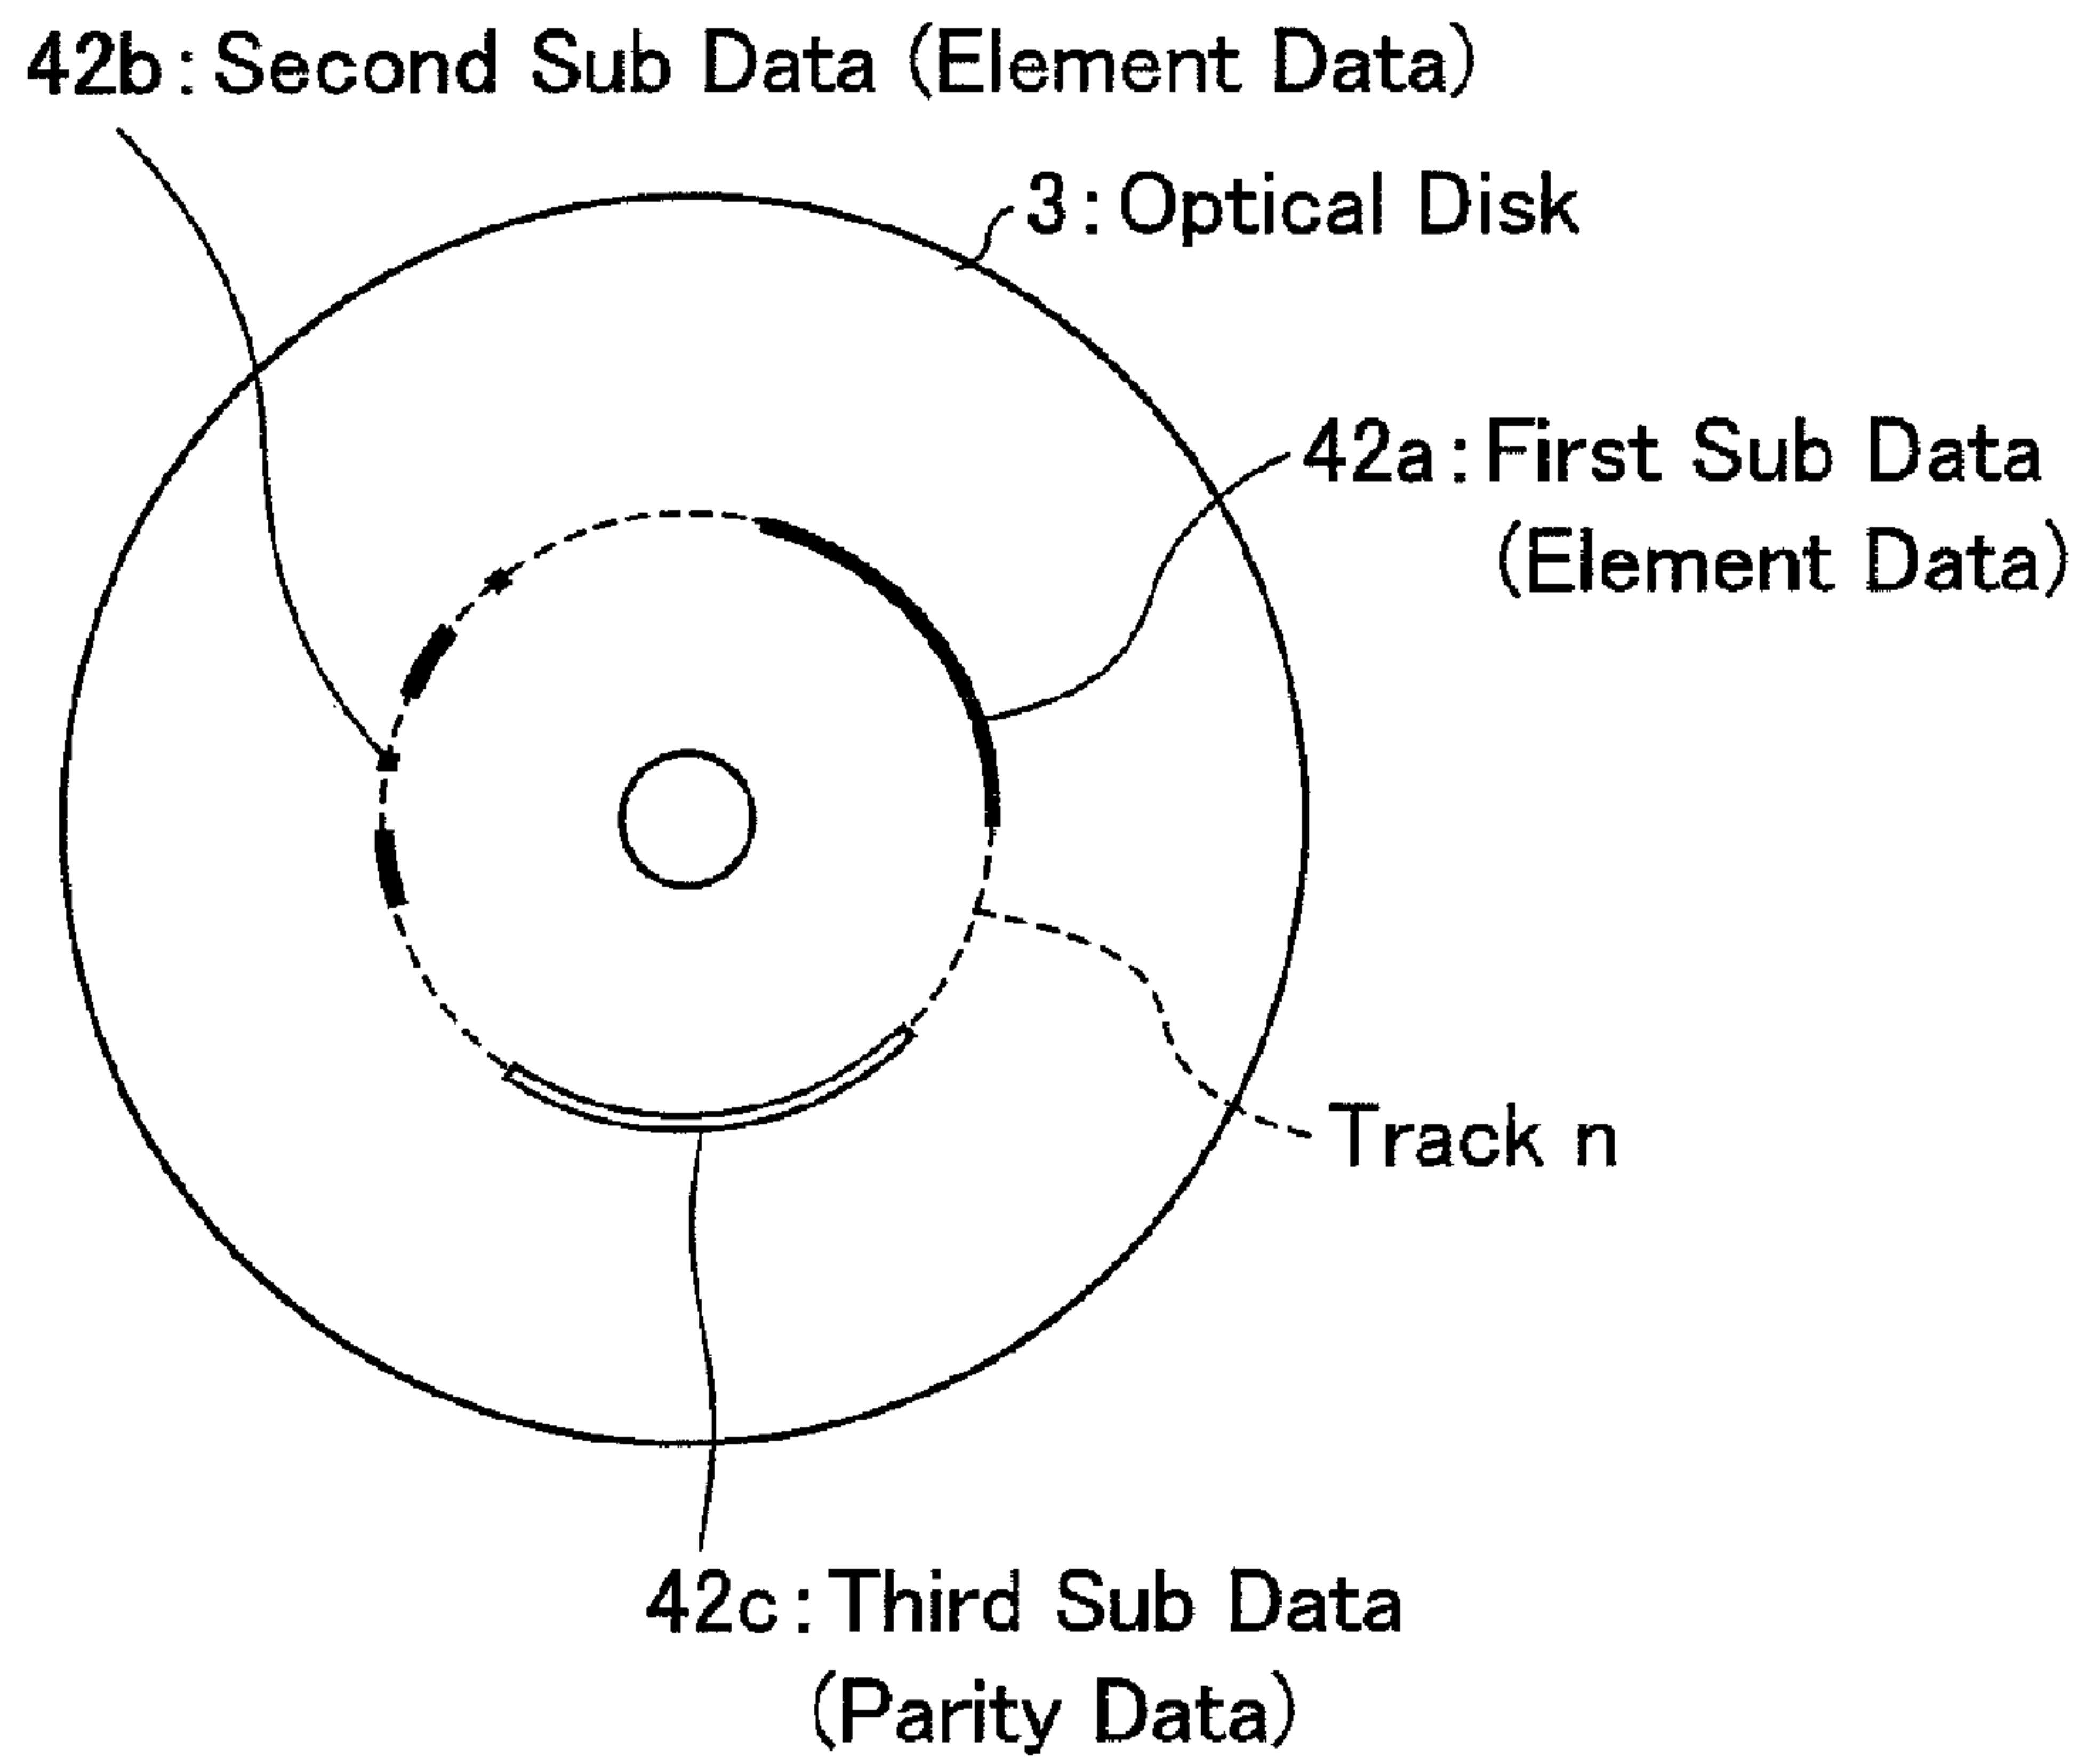 42b:Second Sub Data (Element Data)
3:Optical Disk
42a:First Sub Data
(Element Data)
Track n
42c:Third Sub Data
(Parity Data)